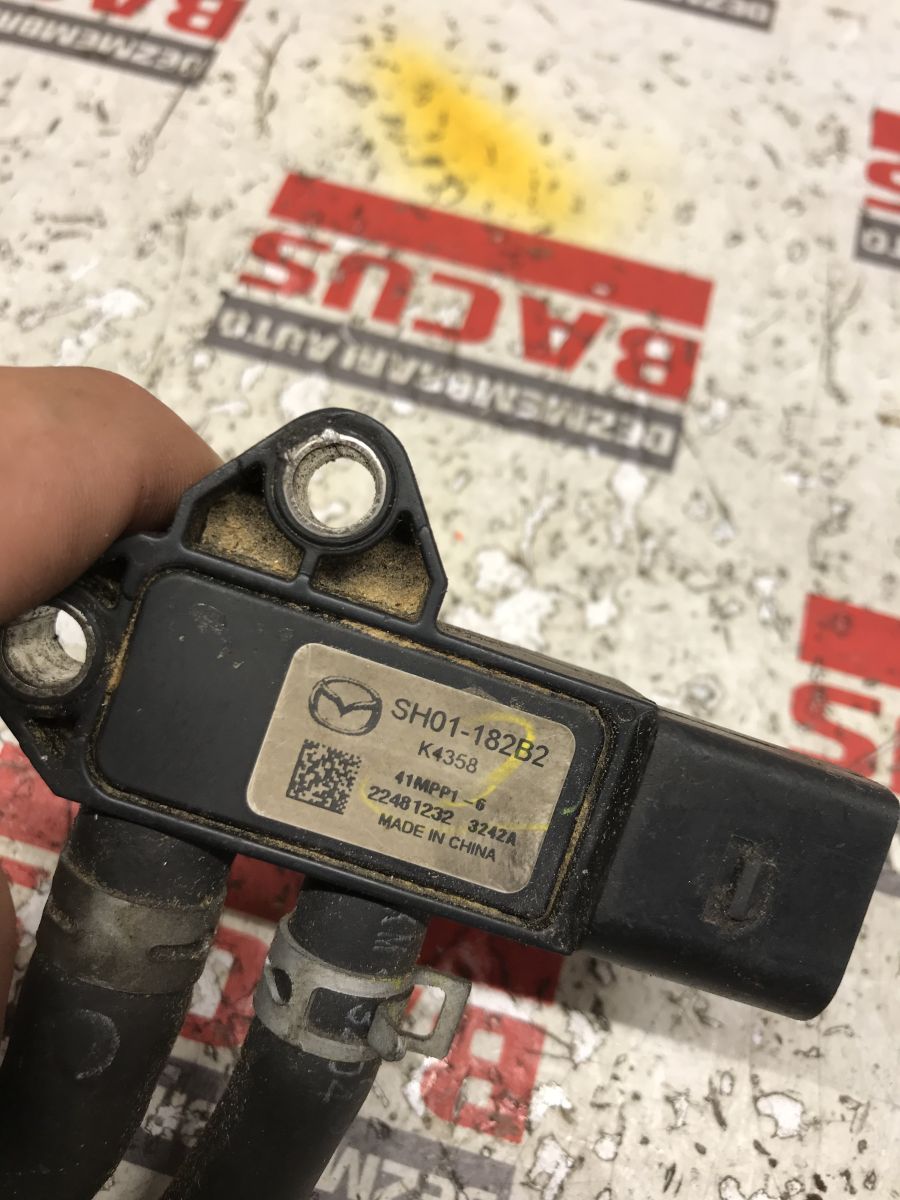 BACUS
DEZMEMBRARI AUTO
SH01-182B2
K4358
41MPP1-6
22481232 3242A
MADE IN CHINA